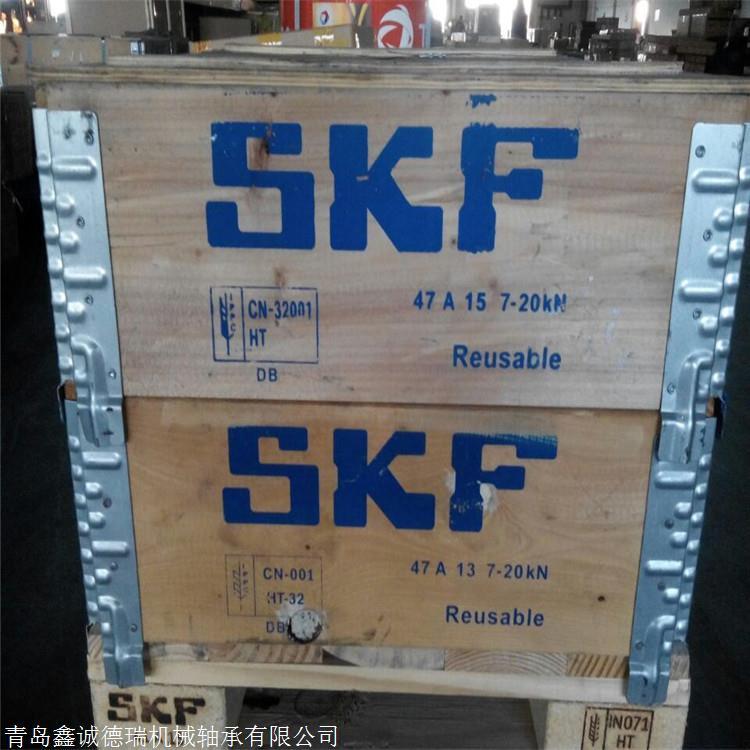 SKF
IPPC
CN-32001
HT
DB
47 A 15 7-20kN
Reusable
SKF
CN-001
HT-32
DB
47 A 13 7-20kN
Reusable
SKF
IN071
HT
青岛鑫诚德瑞机械轴承有限公司